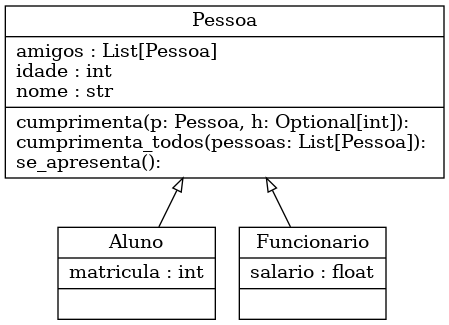 Pessoa
amigos : List[Pessoa]
idade : int
nome : str
cumprimenta(p: Pessoa, h: Optional[int]):
cumprimenta_todos(pessoas: List[Pessoa]):
se_apresenta():
Aluno
matricula : int
Funcionario
salario : float